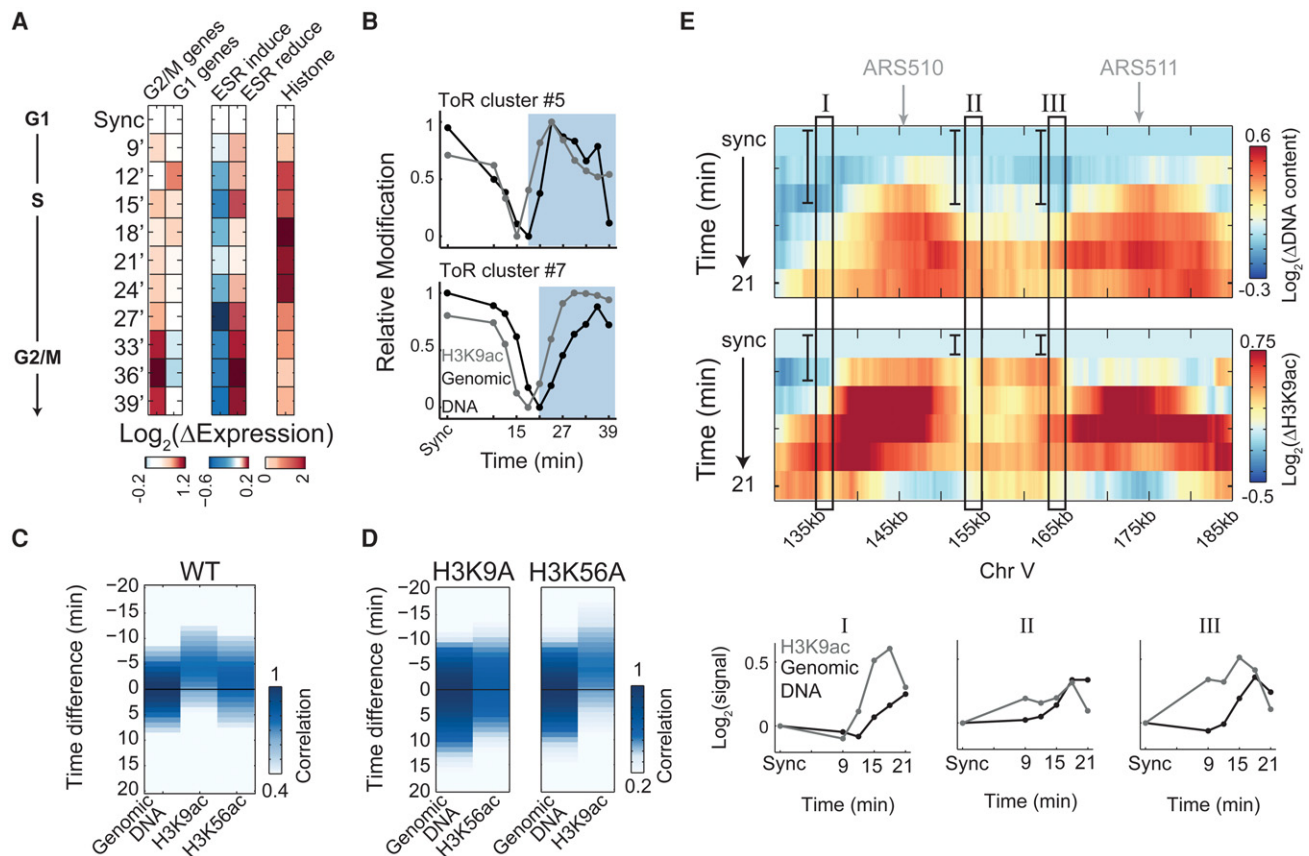 A
G2/M genes
G1 genes
ESR induce
ESR reduce
Histone
G1
S
G2/M
Sync
9'
12'
15'
18'
21'
24'
27'
33'
36'
39'
Log2(ΔExpression)
-0.2
1.2
-0.6
0.2
0
2
B
ToR cluster #5
1
0.5
0
ToR cluster #7
1
0.5
0
H3K9ac
Genomic
DNA
Relative Modification
Sync
15
27
39
Time (min)
C
WT
Time difference (min)
−20
−15
−10
−5
0
5
10
15
20
Genomic
DNA
H3K9ac
H3K56ac
1
0.4
Correlation
D
H3K9A
H3K56A
Time difference (min)
−20
−15
−10
−5
0
5
10
15
20
Genomic
DNA
H3K56ac
Genomic
DNA
H3K9ac
1
0.2
Correlation
E
ARS510
ARS511
I
II
III
sync
Time (min)
21
0.6
-0.3
Log2(ΔDNA content)
sync
Time (min)
21
0.75
-0.5
Log2(ΔH3K9ac)
135kb
145kb
155kb
165kb
175kb
185kb
Chr V
I
II
III
H3K9ac
Genomic
DNA
Log2(signal)
0.5
0
Sync
9
15
21
Time (min)
Sync
9
15
21
Time (min)
Sync
9
15
21
Time (min)